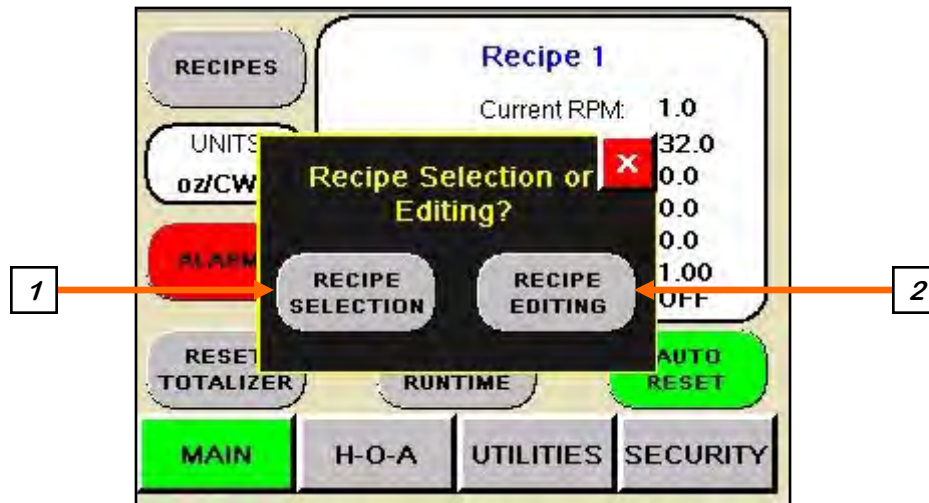 RECIPES
Recipe 1
Current RPM: 1.0
UNITS
32.0
oz/CW
0.0
Recipe Selection or
Editing?
X
0.0
0.0
1.00
OFF
1
RECIPE
SELECTION
RECIPE
EDITING
2
RESET
TOTALIZER
RUNTIME
AUTO
RESET
MAIN
H-O-A
UTILITIES
SECURITY